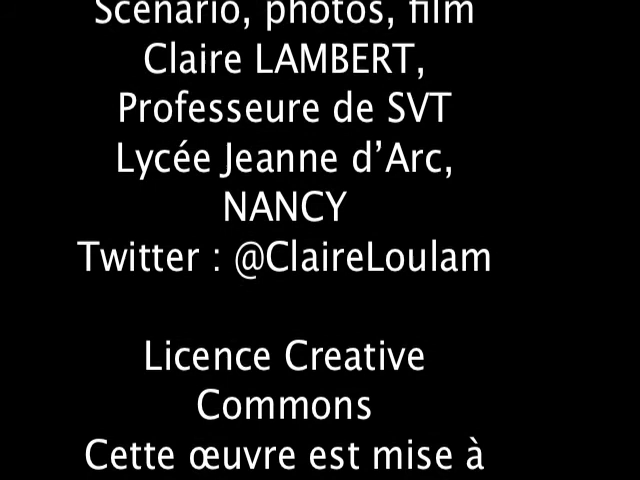 Scénario, photos, film
Claire LAMBERT,
Professeure de SVT
Lycée Jeanne d’Arc,
NANCY
Twitter : @ClaireLoulam
Licence Creative
Commons
Cette œuvre est mise à